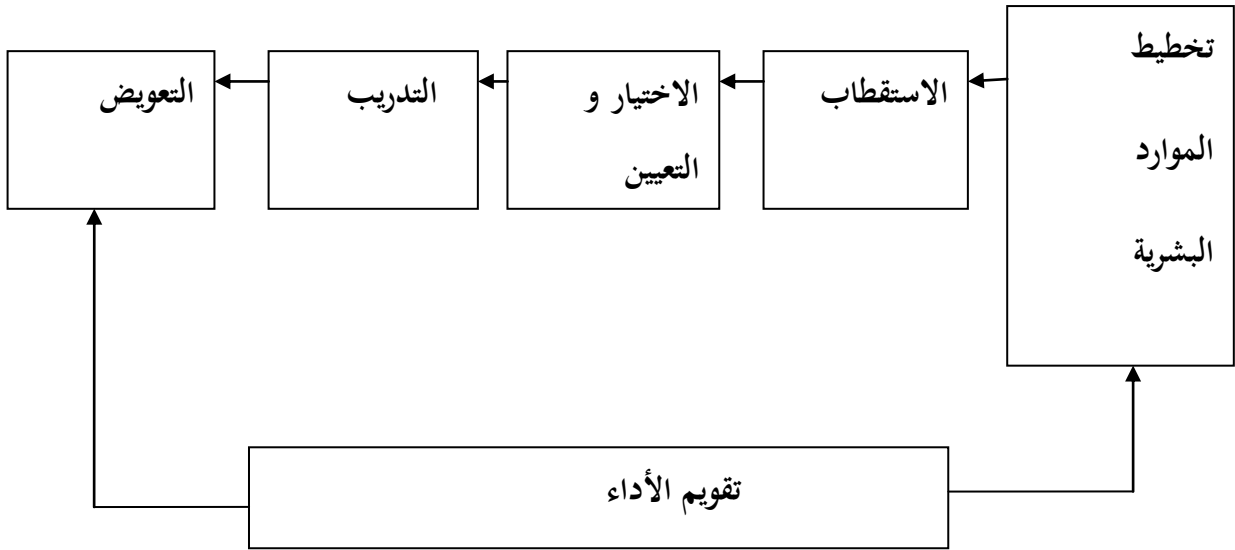 تخطيط
الموارد
البشرية
الاستقطاب
الاختيار و
التعيين
التدريب
التعويض
تقويم الأداء